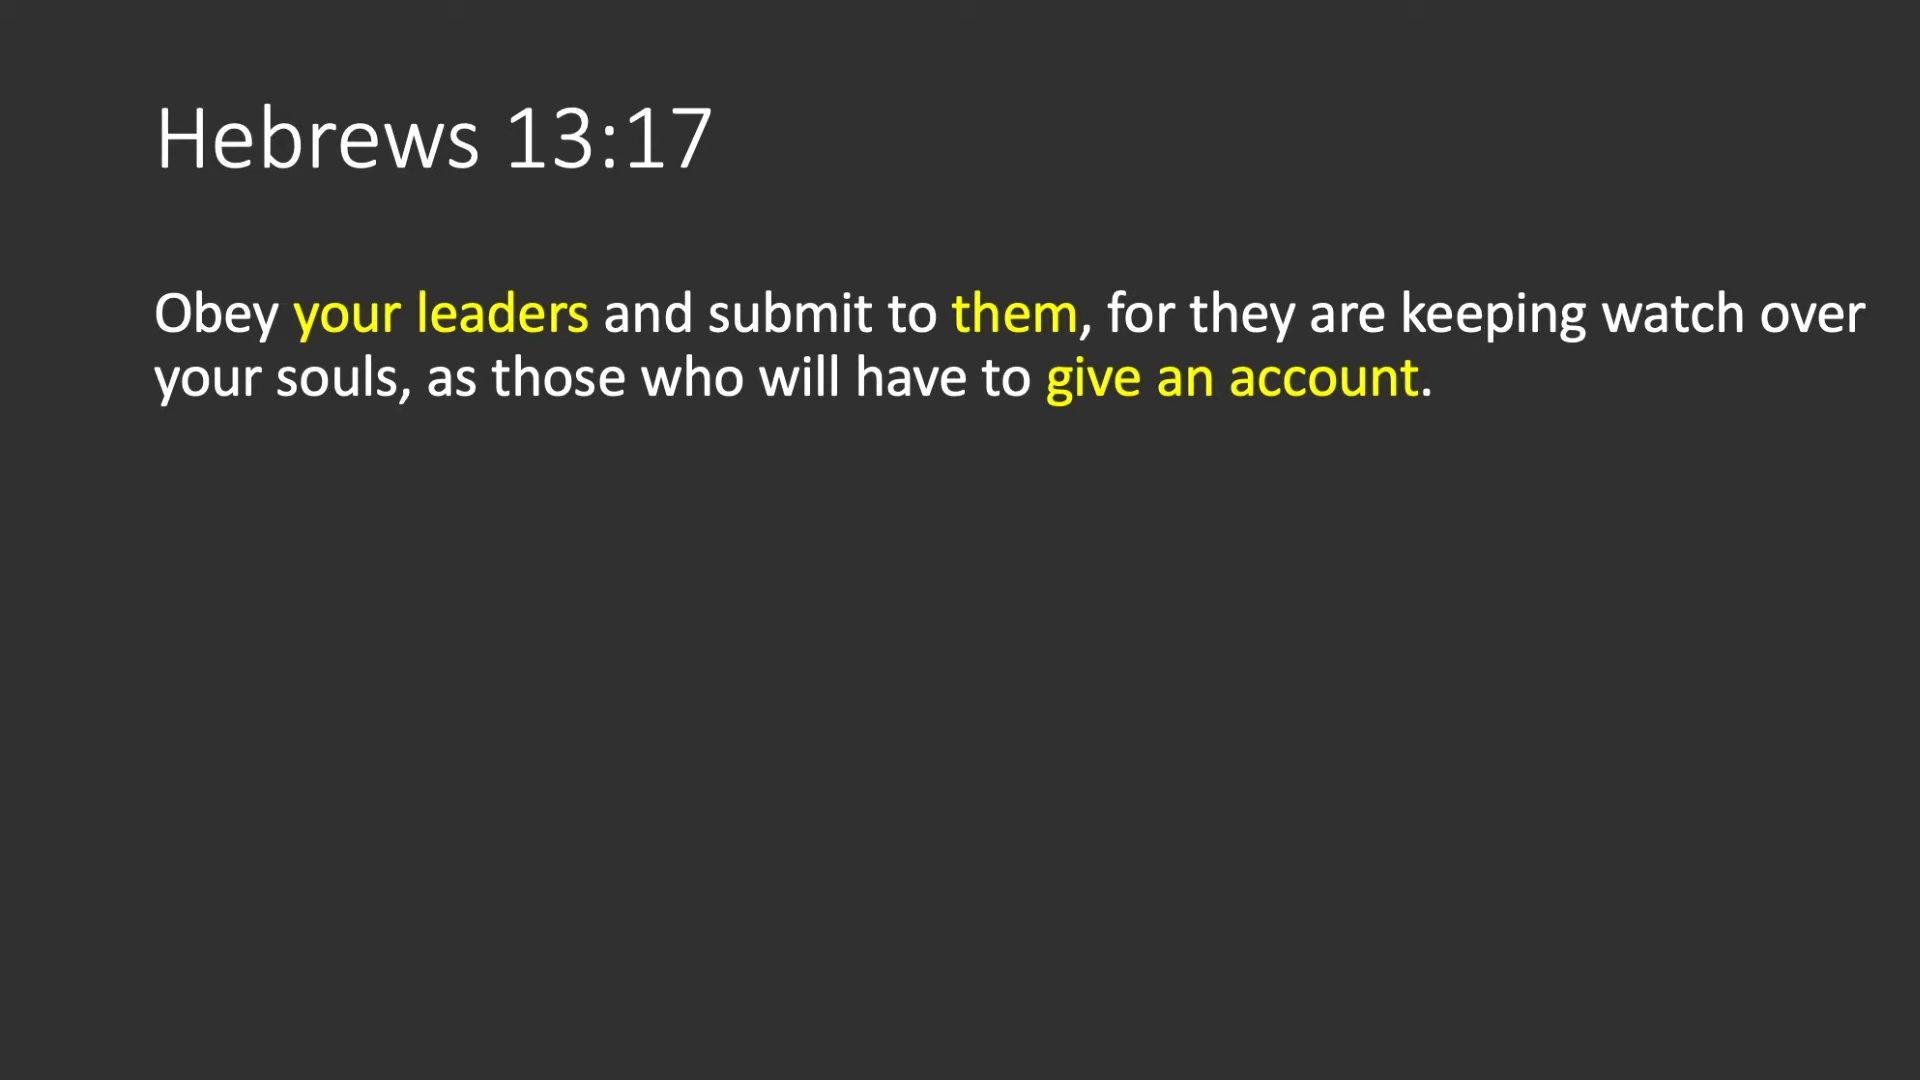 Hebrews 13:17
Obey your leaders and submit to them, for they are keeping watch over
your souls, as those who will have to give an account.